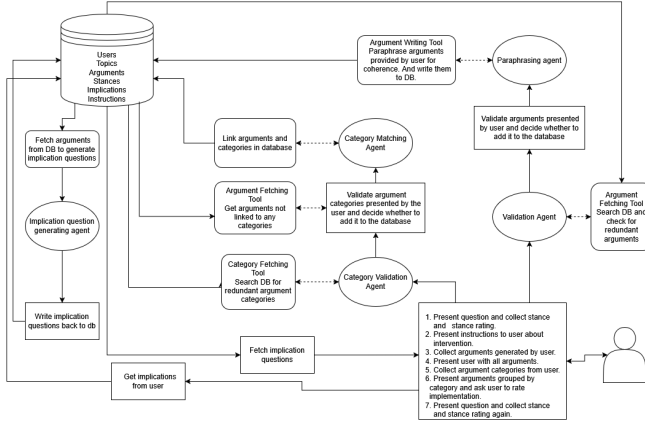 Users
Topics
Arguments
Stances
Implications
Instructions
Argument Writing Tool
Paraphrase arguments
provided by user for
coherence. And write them
to DB.
Paraphrasing agent
Fetch arguments
from DB to generate
implication questions
Link arguments and
categories in database
Category Matching
Agent
Validate arguments presented
by user and decide whether to
add it to the database
Implication question
generating agent
Argument Fetching
Tool
Get arguments not
linked to any
categories
Validate argument
categories presented by the
user and decide whether to
add it to the database
Validation Agent
Argument
Fetching Tool
Search DB and
check for
redundant
arguments
Category Fetching
Tool
Search DB for
redundant argument
categories
Category Validation
Agent
Write implication
questions back to db
Fetch implication
questions
1. Present question and collect stance
and stance rating.
2. Present instructions to user about
intervention.
3. Collect arguments generated by user.
4. Present user with all arguments.
5. Collect argument categories from user.
6. Present arguments grouped by
category and ask user to rate
implementation.
7. Present question and collect stance
and stance rating again.
Get implications
from user